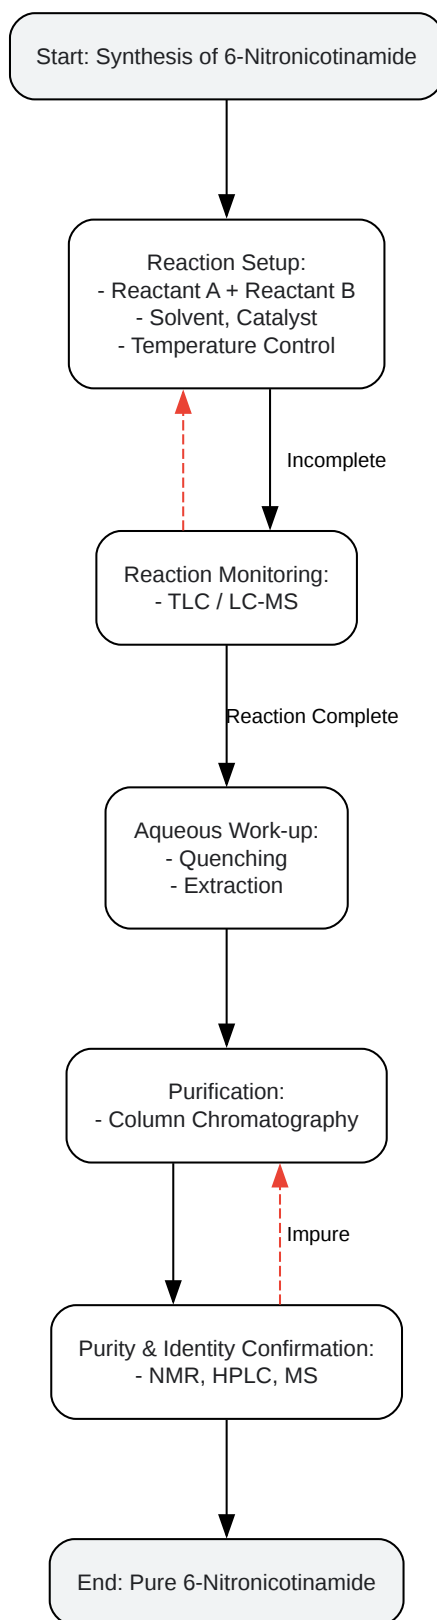 Start: Synthesis of 6-Nitronicotinamide
Reaction Setup:
- Reactant A + Reactant B
- Solvent, Catalyst
- Temperature Control
Incomplete
Reaction Monitoring:
- TLC / LC-MS
Reaction Complete
Aqueous Work-up:
- Quenching
- Extraction
Purification:
- Column Chromatography
Impure
Purity & Identity Confirmation:
- NMR, HPLC, MS
End: Pure 6-Nitronicotinamide